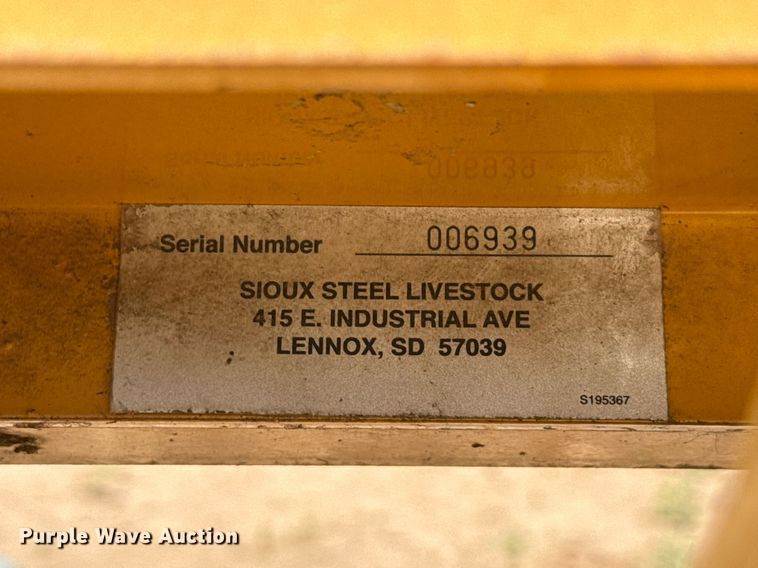 Serial Number 006939
SIOUX STEEL LIVESTOCK
415 E. INDUSTRIAL AVE
LENNOX, SD 57039
S195367
Purple Wave Auction